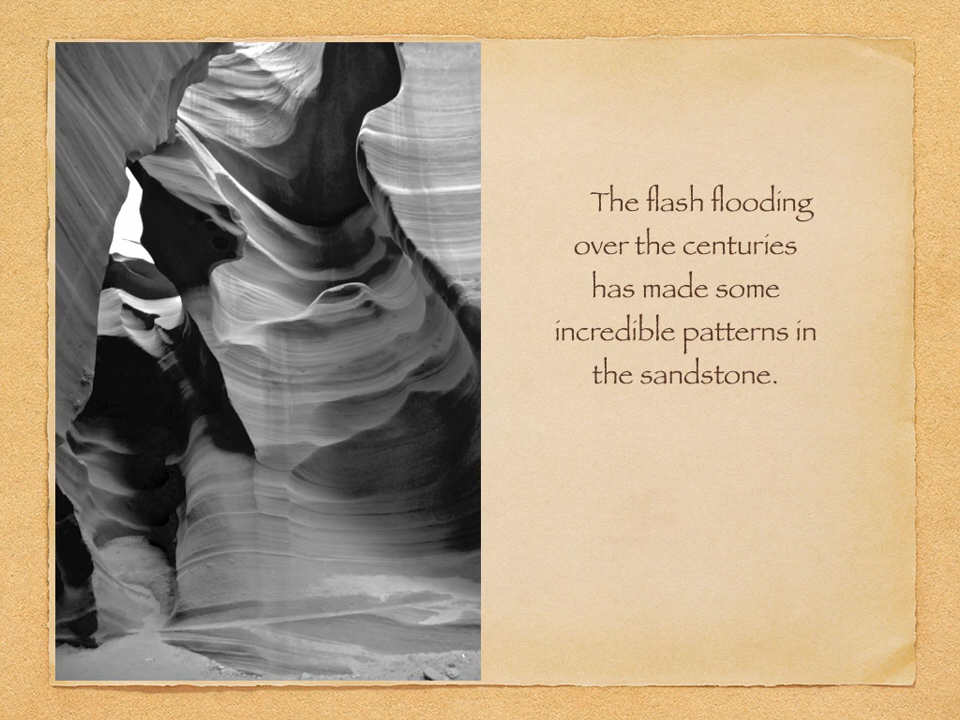 The flash flooding
over the centuries
has made some
incredible patterns in
the sandstone.